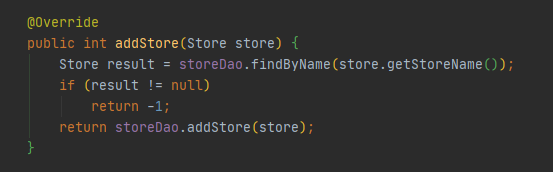 @Override
public int addStore(Store store) {
    Store result = storeDao.findByName(store.getStoreName());
    if (result != null)
        return -1;
    return storeDao.addStore(store);
}